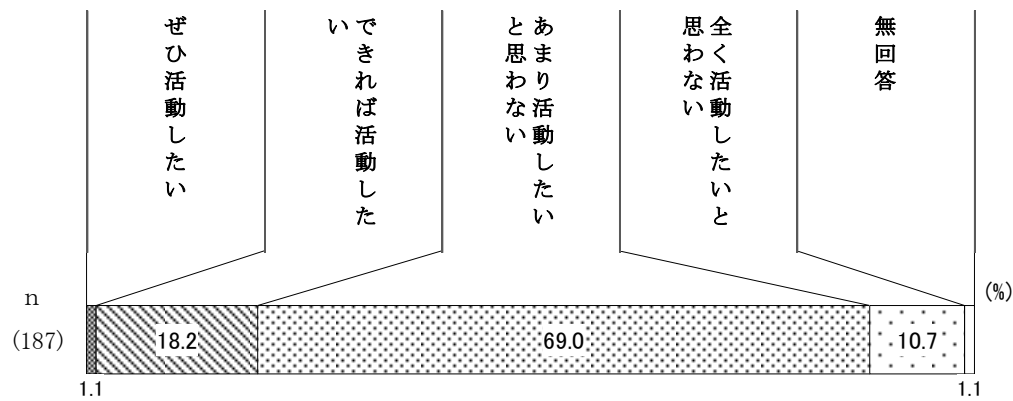 ぜひ活動したい
できれば活動した
い
あまり活動したい
と思わない
全く活動したいと
思わない
無回答
(%)
n
(187)
18.2
69.0
10.7
1.1
1.1